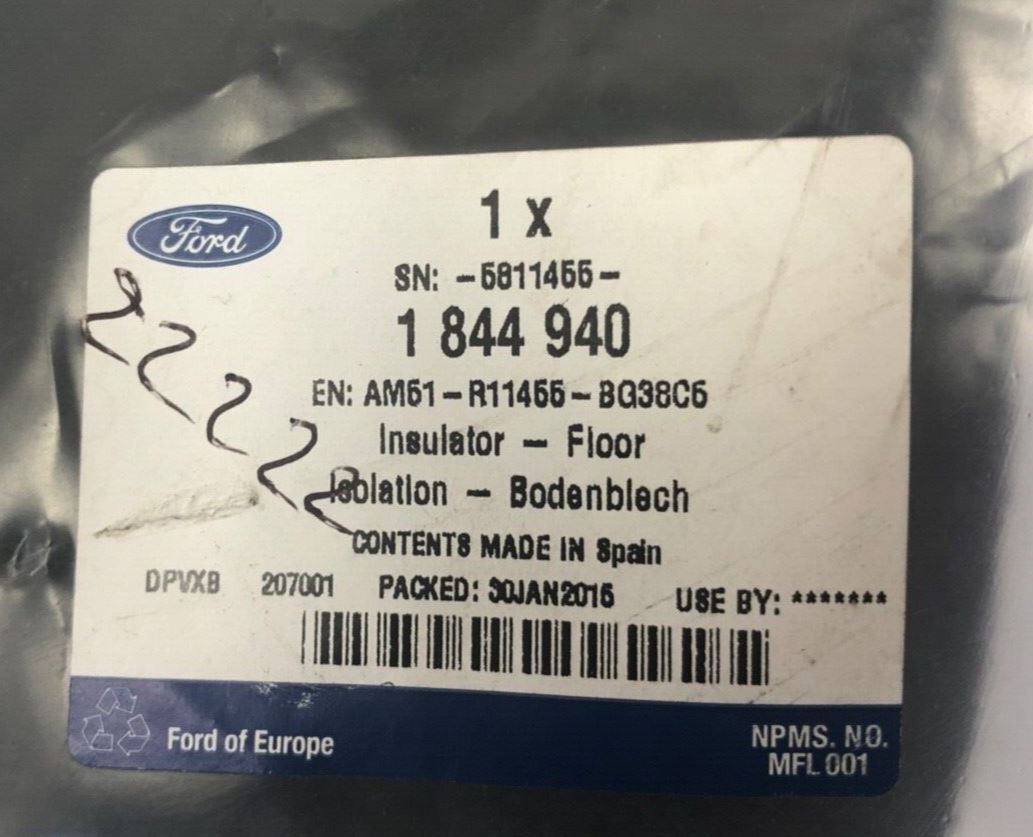 Ford
1 x
SN: -5811455-
1 844 940
EN: AM51-R11455-BG38C5
Insulator - Floor
Isolation - Bodenblech
CONTENTS MADE IN Spain
DPVXB 207001 PACKED: 30JAN2015 USE BY: *******
Ford of Europe
NPMS. NO.
MFL 001